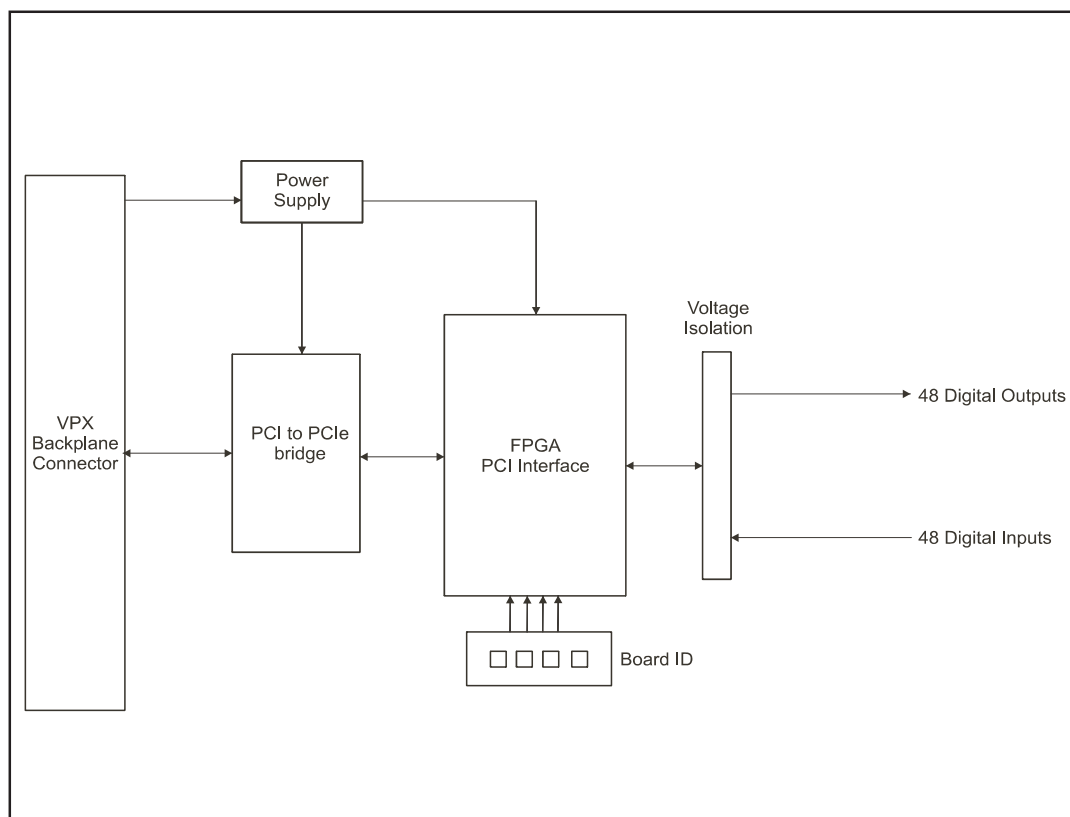 Power
Supply
Voltage
Isolation
VPX
Backplane
Connector
PCI to PCIe
bridge
FPGA
PCI Interface
48 Digital Outputs
48 Digital Inputs
Board ID